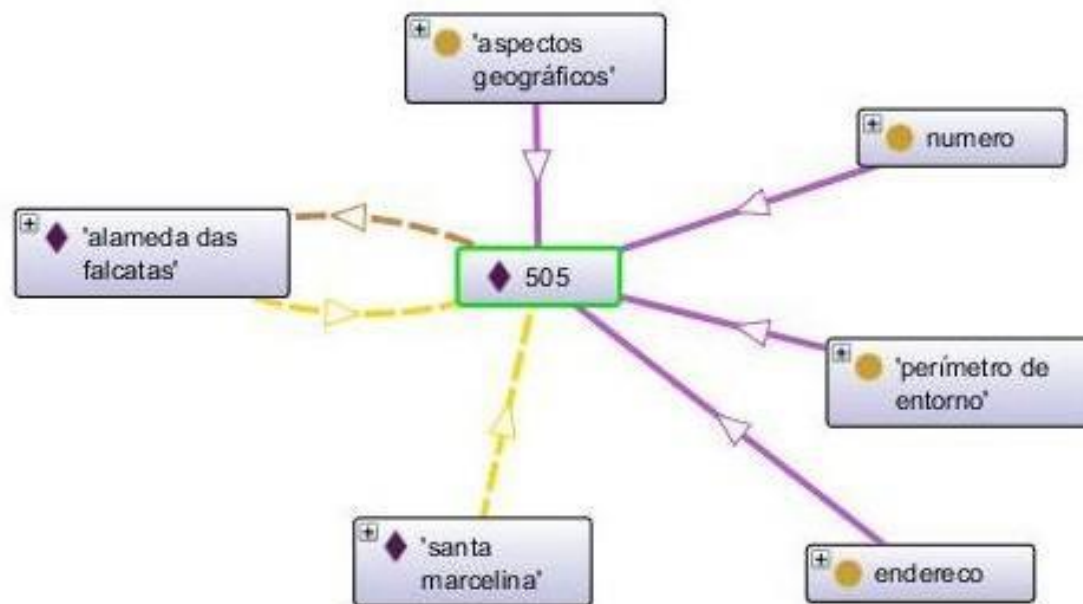 'aspectos
geográficos'
numero
'alameda das
falcatas'
505
'perímetro de
entorno'
'santa
marcelina'
endereco